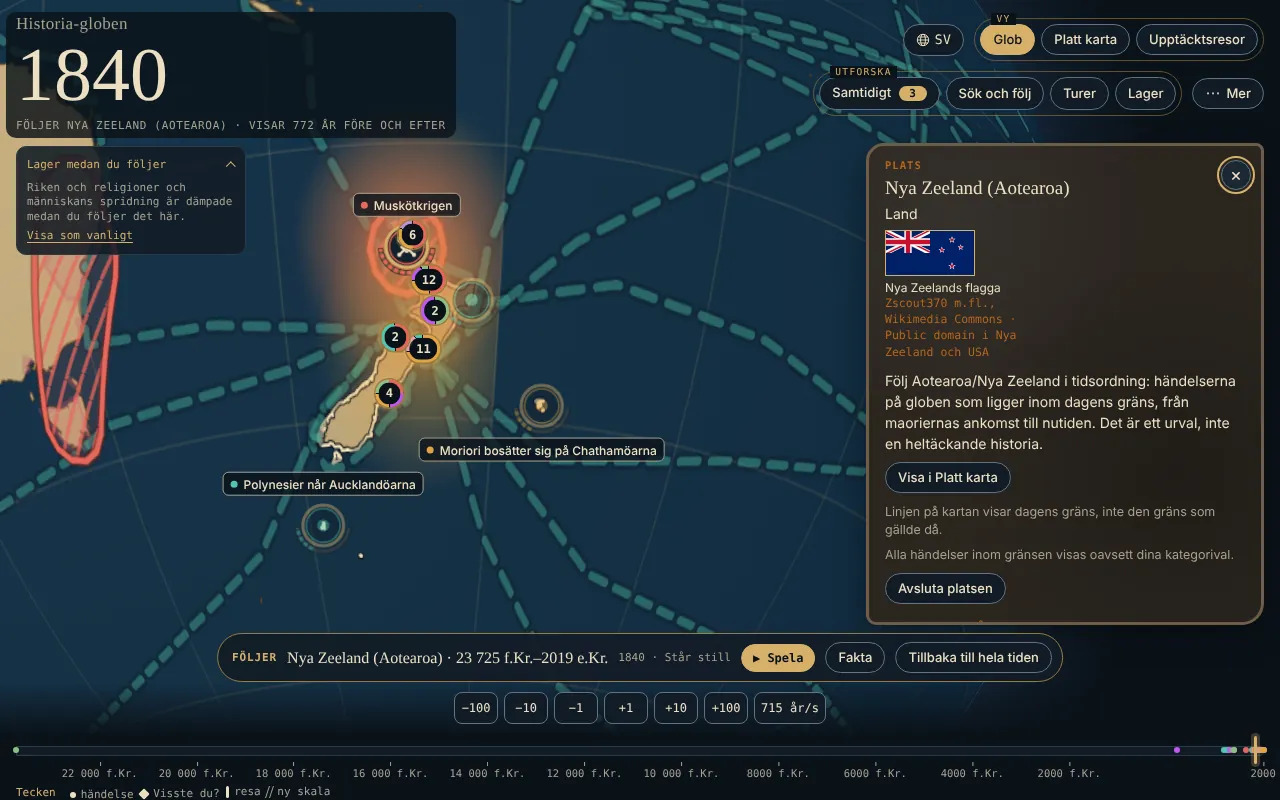 Historia-globen
1840
FÖLJER NYA ZEELAND (AOTEAROA) · VISAR 772 ÅR FÖRE OCH EFTER
SV
VY
Glob
Platt karta
Upptäcktsresor
UTFORSKA
Samtidigt 3
Sök och följ
Turer
Lager
··· Mer
Lager medan du följer
Riken och religioner och
människans spridning är dämpade
medan du följer det här.
Visa som vanligt
Muskötkrigen
6
12
2
2
11
4
Moriori bosätter sig på Chathamöarna
Polynesier når Aucklandöarna
PLATS
Nya Zeeland (Aotearoa)
×
Land
Nya Zeelands flagga
Zscout370 m.fl.,
Wikimedia Commons ·
Public domain i Nya
Zeeland och USA
Följ Aotearoa/Nya Zeeland i tidsordning: händelserna
på globen som ligger inom dagens gräns, från
maoriernas ankomst till nutiden. Det är ett urval, inte
en heltäckande historia.
Visa i Platt karta
Linjen på kartan visar dagens gräns, inte den gräns som
gällde då.
Alla händelser inom gränsen visas oavsett dina kategorival.
Avsluta platsen
FÖLJER Nya Zeeland (Aotearoa) · 23 725 f.Kr.–2019 e.Kr. 1840 · Står still ▶ Spela Fakta Tillbaka till hela tiden
−100 −10 −1 +1 +10 +100 715 år/s
22 000 f.Kr. 20 000 f.Kr. 18 000 f.Kr. 16 000 f.Kr. 14 000 f.Kr. 12 000 f.Kr. 10 000 f.Kr. 8000 f.Kr. 6000 f.Kr. 4000 f.Kr. 2000 f.Kr. 2000
Tecken händelse Visste du? resa // ny skala